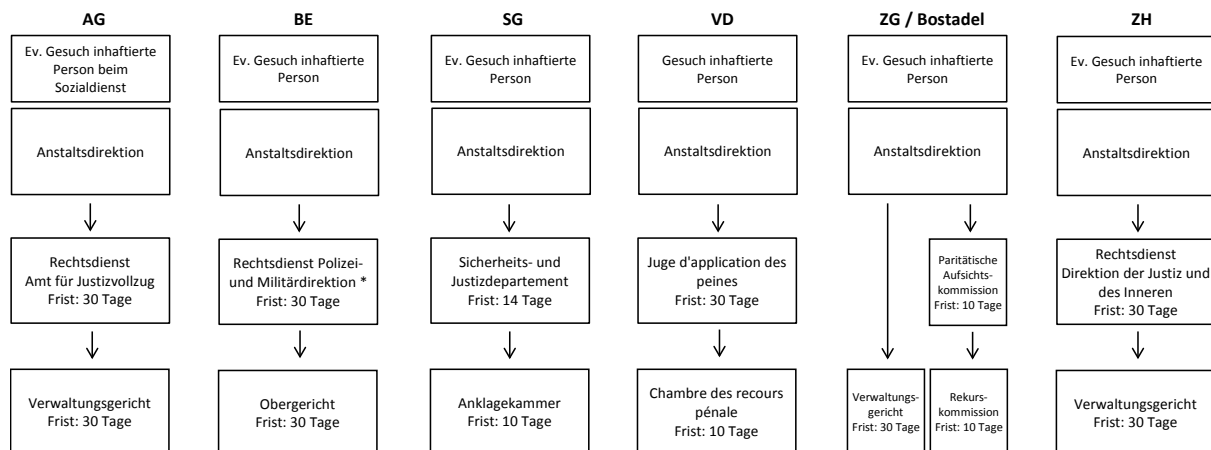 AG
BE
SG
VD
ZG / Bostadel
ZH
Ev. Gesuch inhaftierte
Person beim
Sozialdienst
Ev. Gesuch inhaftierte
Person
Ev. Gesuch inhaftierte
Person
Gesuch inhaftierte
Person
Ev. Gesuch inhaftierte
Person
Ev. Gesuch inhaftierte
Person
Anstaltsdirektion
Anstaltsdirektion
Anstaltsdirektion
Anstaltsdirektion
Anstaltsdirektion
Anstaltsdirektion
Rechtsdienst
Amt für Justizvollzug
Frist: 30 Tage
Rechtsdienst Polizei-
und Militärdirektion *
Frist: 30 Tage
Sicherheits- und
Justizdepartement
Frist: 14 Tage
Juge d'application des
peines
Frist: 30 Tage
Paritätische
Aufsichts-
kommission
Frist: 10 Tage
Rechtsdienst
Direktion der Justiz und
des Inneren
Frist: 30 Tage
Verwaltungsgericht
Frist: 30 Tage
Obergericht
Frist: 30 Tage
Anklagekammer
Frist: 10 Tage
Chambre des recours
pénale
Frist: 10 Tage
Verwaltungs-
gericht
Frist: 30 Tage
Rekurs-
kommission
Frist: 10 Tage
Verwaltungsgericht
Frist: 30 Tage